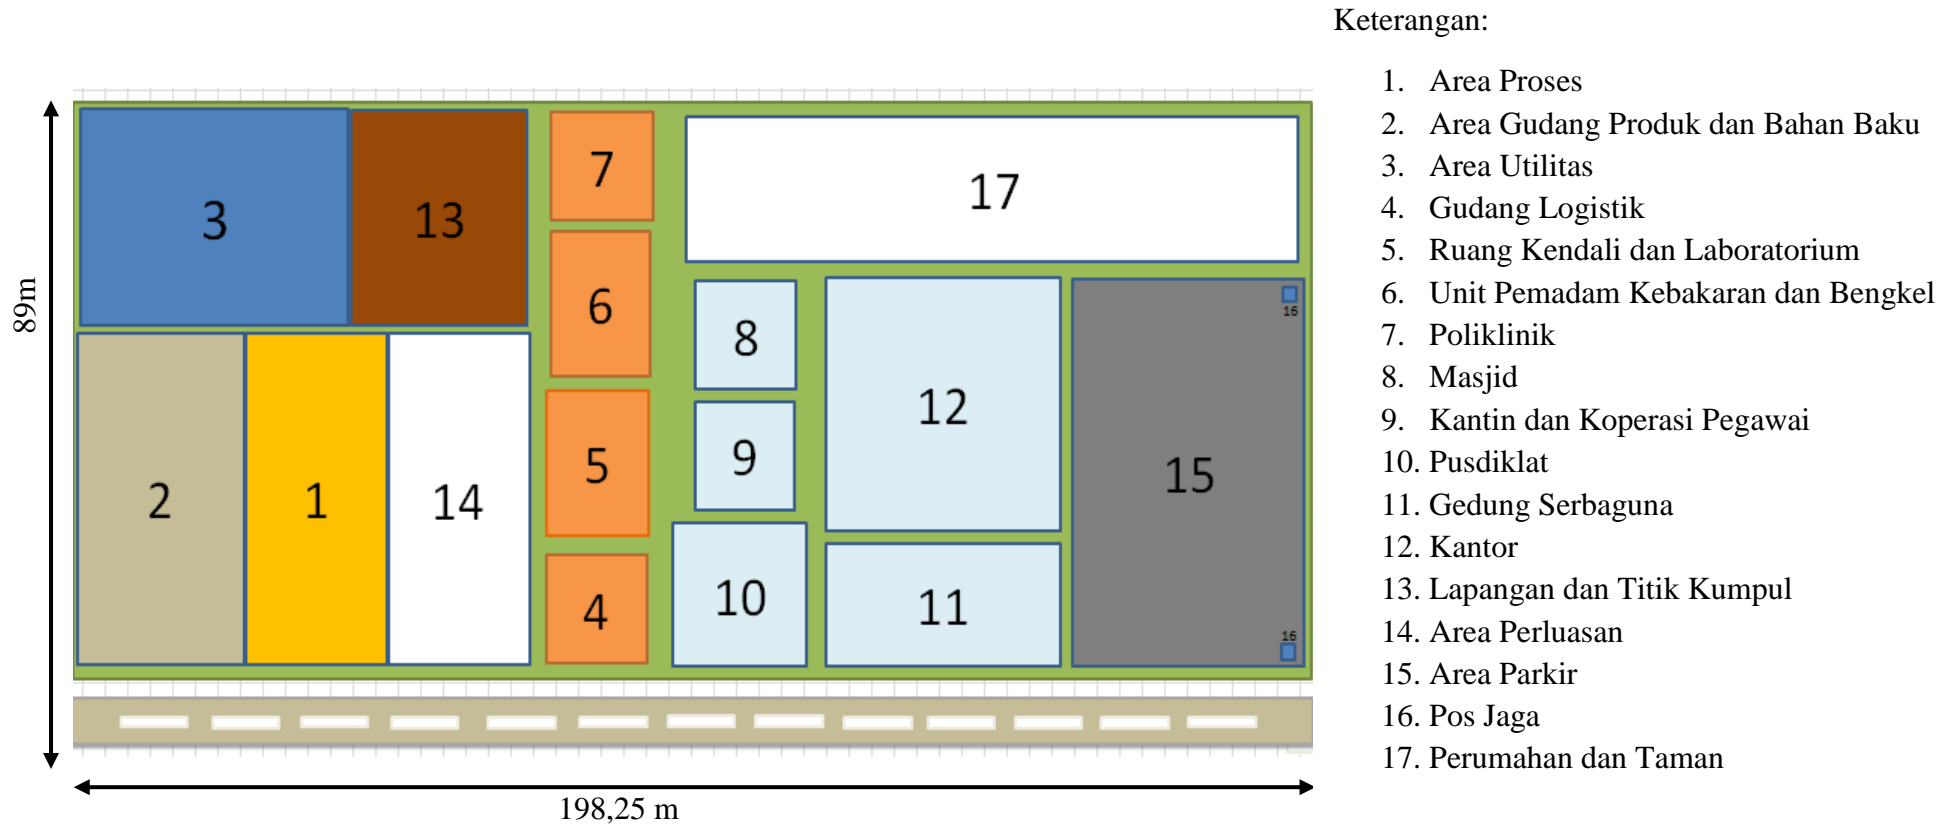 Keterangan:
1. Area Proses
2. Area Gudang Produk dan Bahan Baku
3. Area Utilitas
4. Gudang Logistik
5. Ruang Kendali dan Laboratorium
6. Unit Pemadam Kebakaran dan Bengkel
7. Poliklinik
8. Masjid
9. Kantin dan Koperasi Pegawai
10. Pusdiklat
11. Gedung Serbaguna
12. Kantor
13. Lapangan dan Titik Kumpul
14. Area Perluasan
15. Area Parkir
16. Pos Jaga
17. Perumahan dan Taman
89m
3
13
7
17
6
16
8
12
9
5
15
2
1
14
10
11
4
16
198,25 m